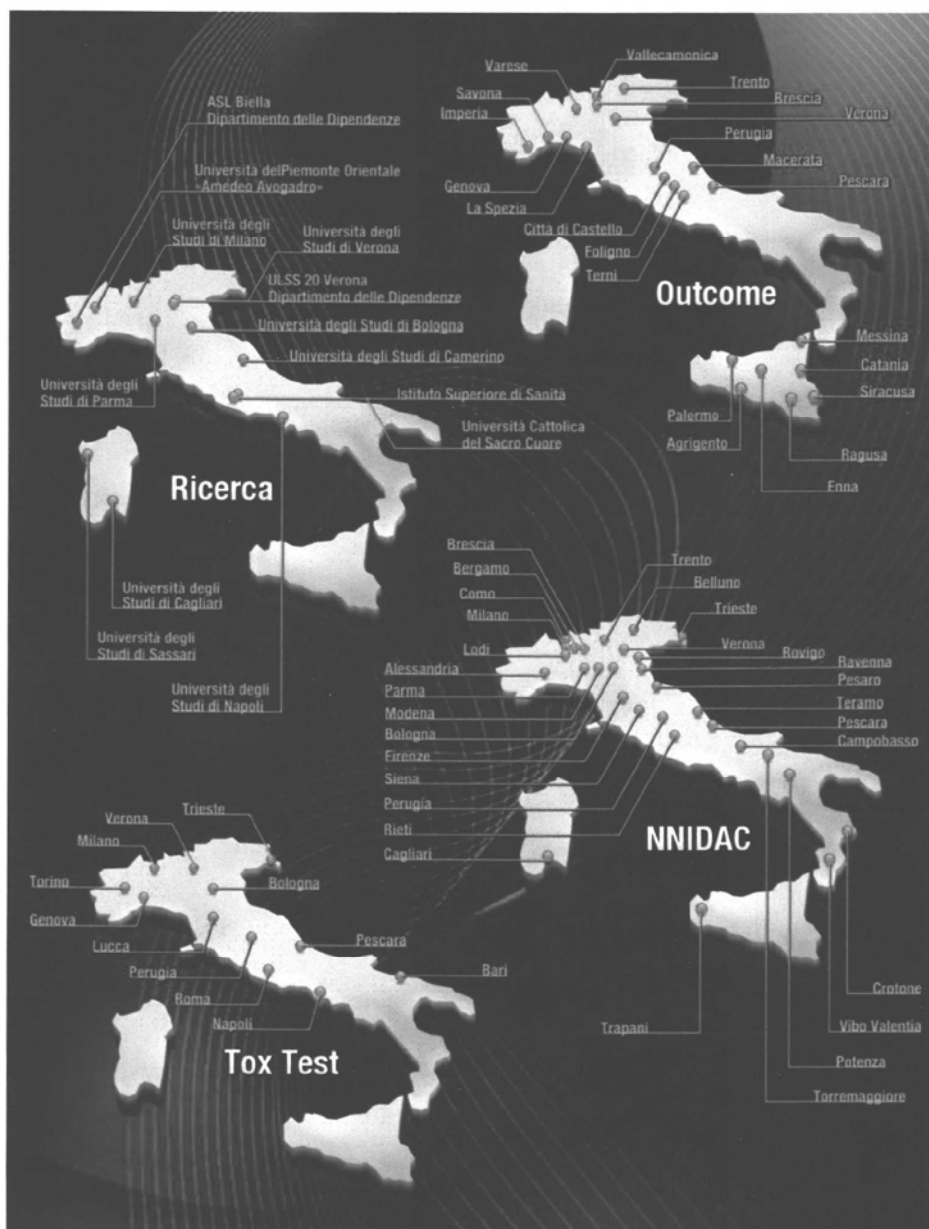 ASL Biella
Dipartimento delle Dipendenze
Università delPiemonte Orientale
«Amedeo Avogadro»
Università degli
Studi di Milano
Università degli
Studi di Verona
ULSS 20 Verona
Dipartimento delle Dipendenze
Università degli Studi di Bologna
Università degli Studi di Camerino
Università degli
Studi di Parma
Istituto Superiore di Sanità
Università Cattolica
del Sacro Cuore
Ricerca
Università degli
Studi di Cagliari
Università degli
Studi di Sassari
Università degli
Studi di Napoli
Vallecamonica
Varese
Trento
Savona
Brescia
Imperia
Verona
Perugia
Macerata
Genova
Pescara
La Spezia
Città di Castello
Foligno
Terni
Outcome
Messina
Catania
Siracusa
Palermo
Agrigento
Ragusa
Enna
Brescia
Trento
Bergamo
Belluno
Como
Trieste
Milano
Lodi
Verona
Rovigo
Alessandria
Ravenna
Parma
Pesaro
Modena
Teramo
Bologna
Pescara
Firenze
Campobasso
Siena
Perugia
Rieti
NNIDAC
Cagliari
Crotone
Trapani
Vibo Valentia
Potenza
Torremaggiore
Trieste
Verona
Milano
Torino
Bologna
Genova
Lucca
Pescara
Perugia
Bari
Roma
Napoli
Tox Test